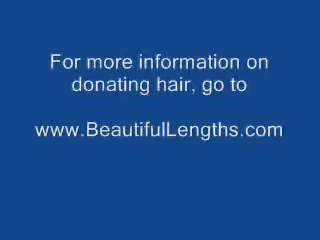 For more information on
donating hair, go to
www.BeautifulLengths.com